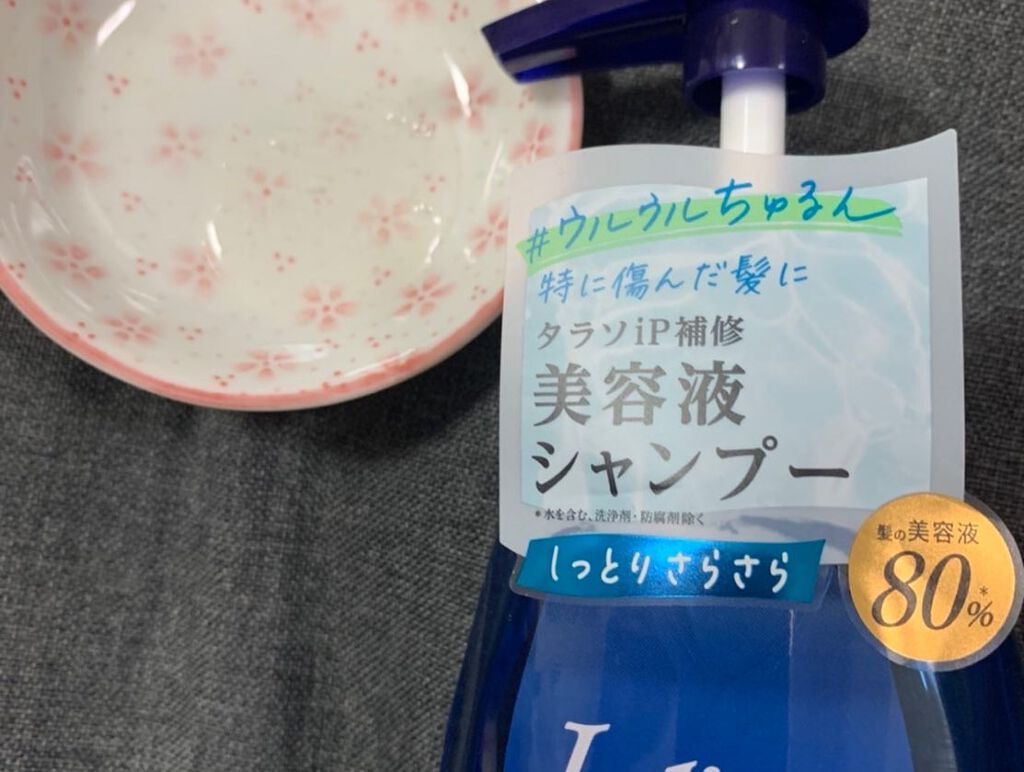 #ウルウルちゅるん
特に傷んだ髪に
タラソiP補修
美容液
シャンプー
*水を含む、洗浄剤・防腐剤除く
しっとりさらさら
髪の美容液
80%*